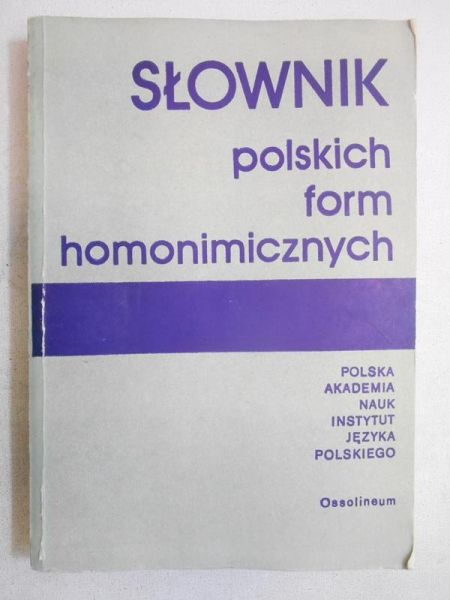 SŁOWNIK
polskich
form
homonimicznych
POLSKA
AKADEMIA
NAUK
INSTYTUT
JĘZYKA
POLSKIEGO
Ossolineum